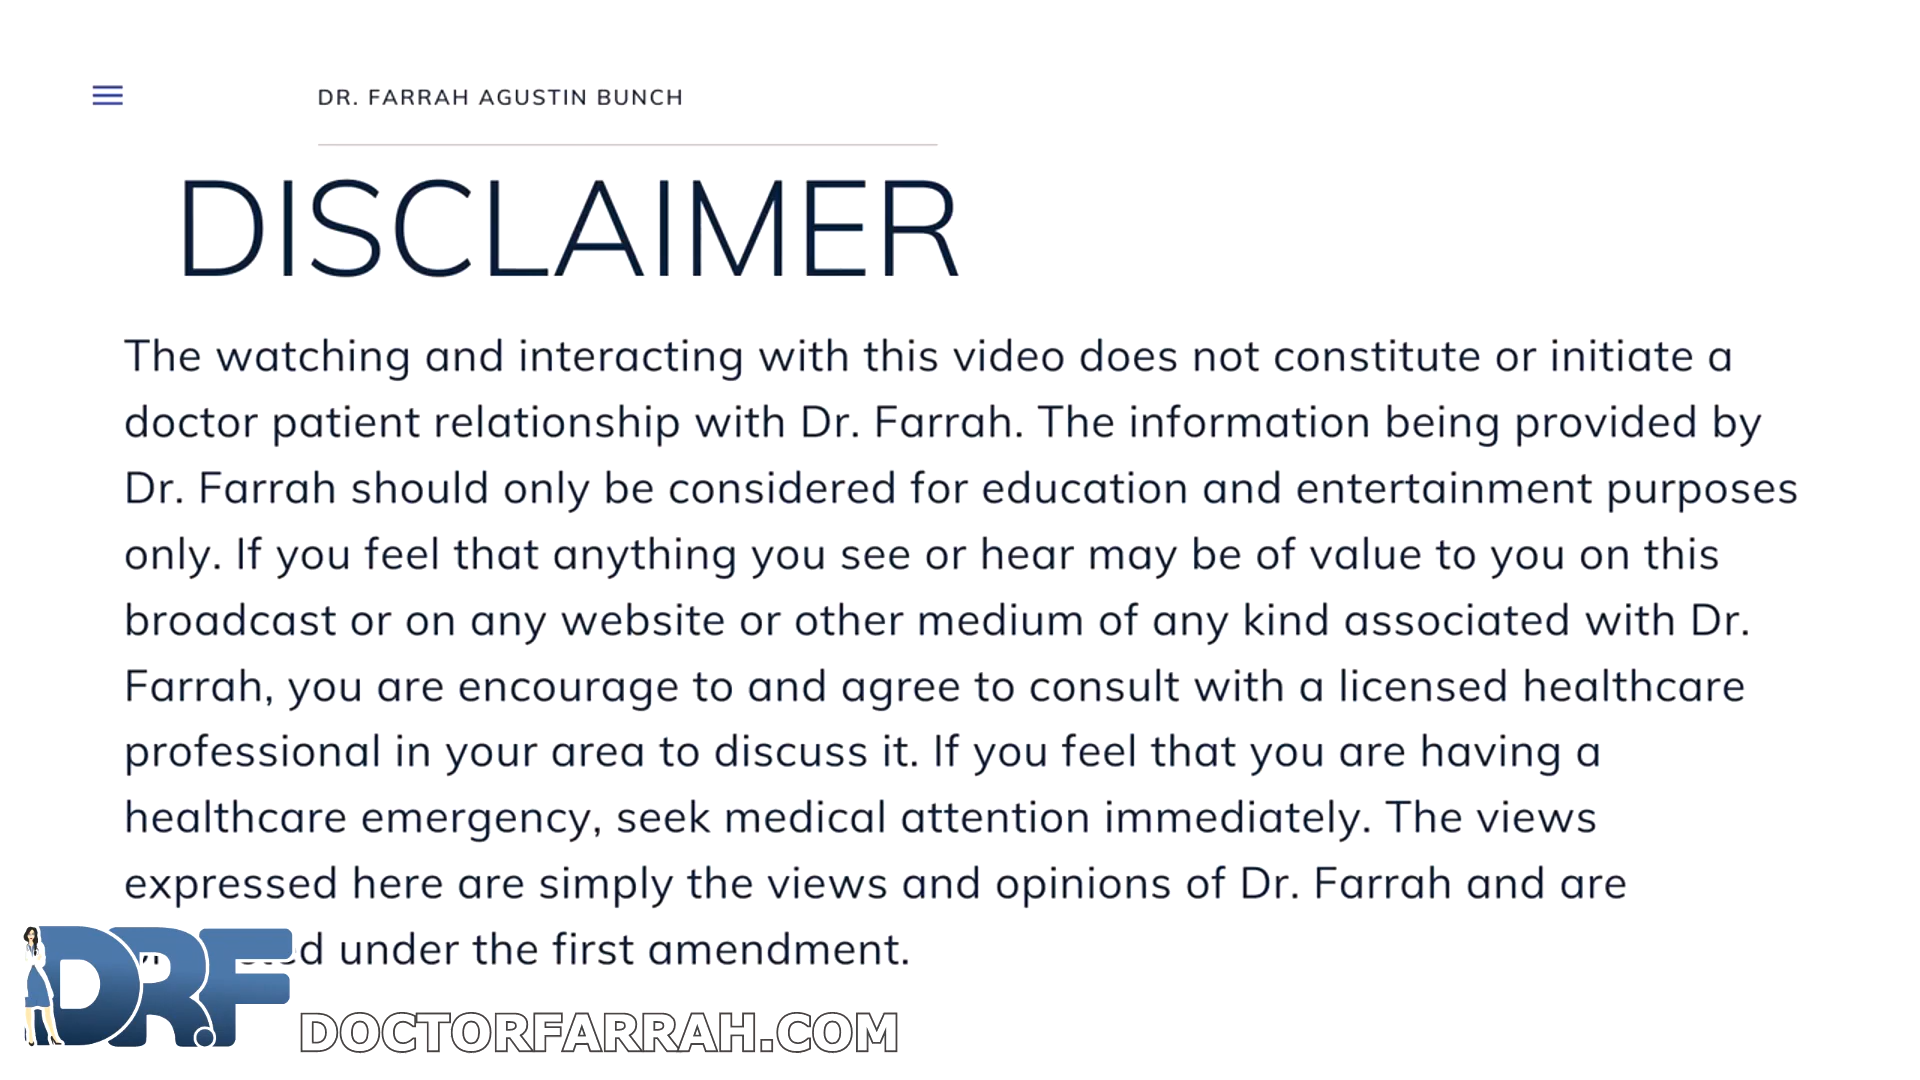 DR. FARRAH AGUSTIN BUNCH
DISCLAIMER
The watching and interacting with this video does not constitute or initiate a
doctor patient relationship with Dr. Farrah. The information being provided by
Dr. Farrah should only be considered for education and entertainment purposes
only. If you feel that anything you see or hear may be of value to you on this
broadcast or on any website or other medium of any kind associated with Dr.
Farrah, you are encourage to and agree to consult with a licensed healthcare
professional in your area to discuss it. If you feel that you are having a
healthcare emergency, seek medical attention immediately. The views
expressed here are simply the views and opinions of Dr. Farrah and are
under the first amendment.
DRF
DOCTORFARRAH.COM